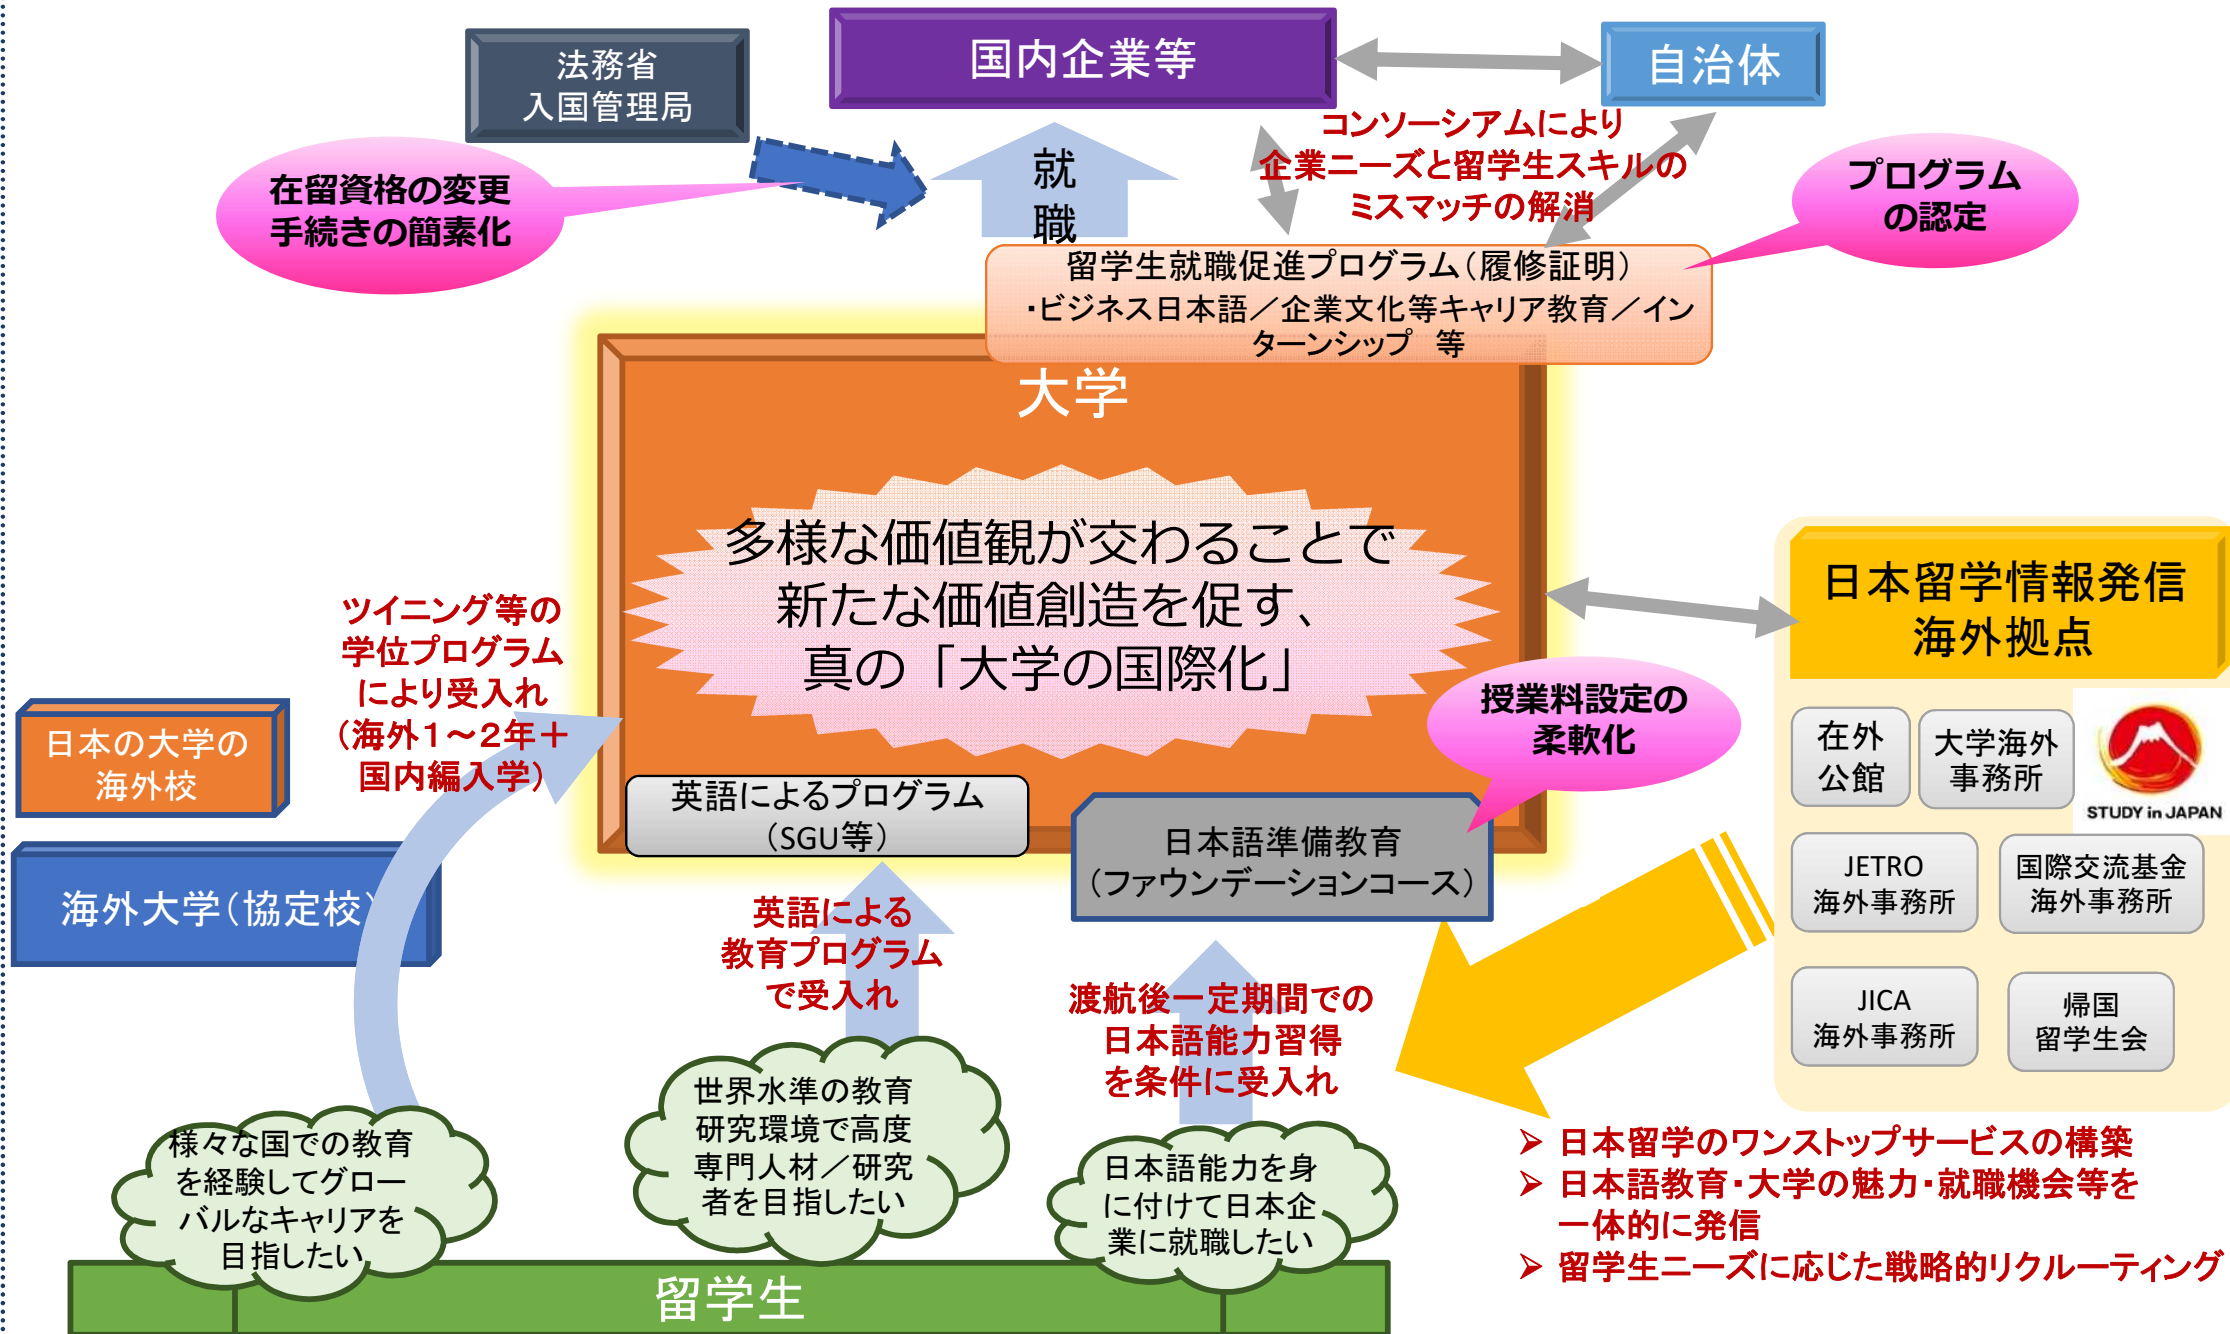 法務省
入国管理局
国内企業等
自治体
在留資格の変更
手続きの簡素化
就
職
コンソーシアムにより
企業ニーズと留学生スキルの
ミスマッチの解消
プログラム
の認定
留学生就職促進プログラム（履修証明）
・ビジネス日本語／企業文化等キャリア教育／イン
ターンシップ　等
大学
多様な価値観が交わることで
新たな価値創造を促す、
真の「大学の国際化」
日本留学情報発信
海外拠点
ツイニング等の
学位プログラム
により受入れ
（海外１～２年＋
国内編入学）
日本の大学の
海外校
海外大学（協定校）
授業料設定の
柔軟化
英語によるプログラム
（SGU等）
日本語準備教育
（ファウンデーションコース）
在外
公館
大学海外
事務所
STUDY in JAPAN
JETRO
海外事務所
国際交流基金
海外事務所
JICA
海外事務所
帰国
留学生会
英語による
教育プログラム
で受入れ
渡航後一定期間での
日本語能力習得
を条件に受入れ
様々な国での教育
を経験してグロー
バルなキャリアを
目指したい
世界水準の教育
研究環境で高度
専門人材／研究
者を目指したい
日本語能力を身
に付けて日本企
業に就職したい
➢ 日本留学のワンストップサービスの構築
➢ 日本語教育・大学の魅力・就職機会等を
一体的に発信
➢ 留学生ニーズに応じた戦略的リクルーティング
留学生